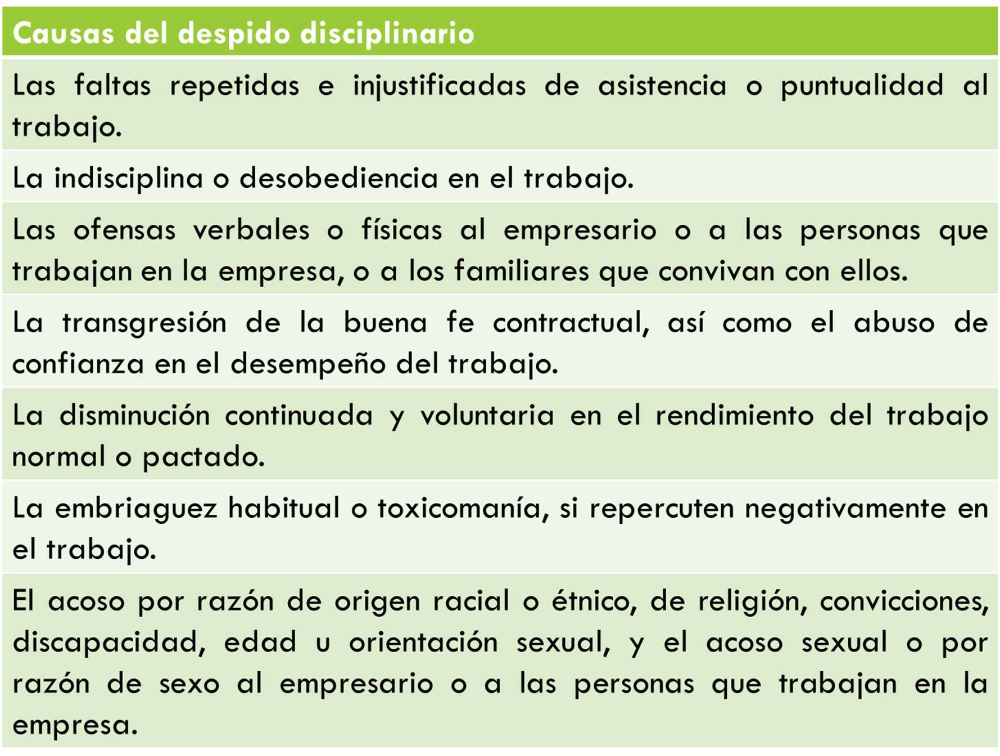 Causas del despido disciplinario
Las faltas repetidas e injustificadas de asistencia o puntualidad al
trabajo.
La indisciplina o desobediencia en el trabajo.
Las ofensas verbales o físicas al empresario o a las personas que
trabajan en la empresa, o a los familiares que convivan con ellos.
La transgresión de la buena fe contractual, así como el abuso de
confianza en el desempeño del trabajo.
La disminución continuada y voluntaria en el rendimiento del trabajo
normal o pactado.
La embriaguez habitual o toxicomanía, si repercuten negativamente en
el trabajo.
El acoso por razón de origen racial o étnico, de religión, convicciones,
discapacidad, edad u orientación sexual, y el acoso sexual o por
razón de sexo al empresario o a las personas que trabajan en la
empresa.